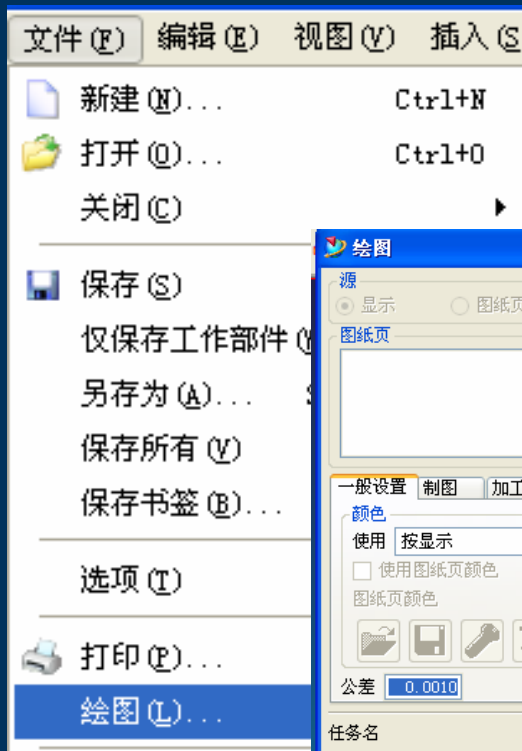 文件(F) 编辑(E) 视图(V) 插入(S
新建(N)... Ctrl+N
打开(O)... Ctrl+O
关闭(C)
保存(S)
仅保存工作部件(
另存为(A)...
保存所有(V)
保存书签(B)...
选项(T)
打印(P)...
绘图(L)...
绘图
源
显示 图纸页
图纸页
一般设置 制图 加工
颜色
使用 按显示
使用图纸页颜色
图纸页颜色
公差 0.0010
任务名